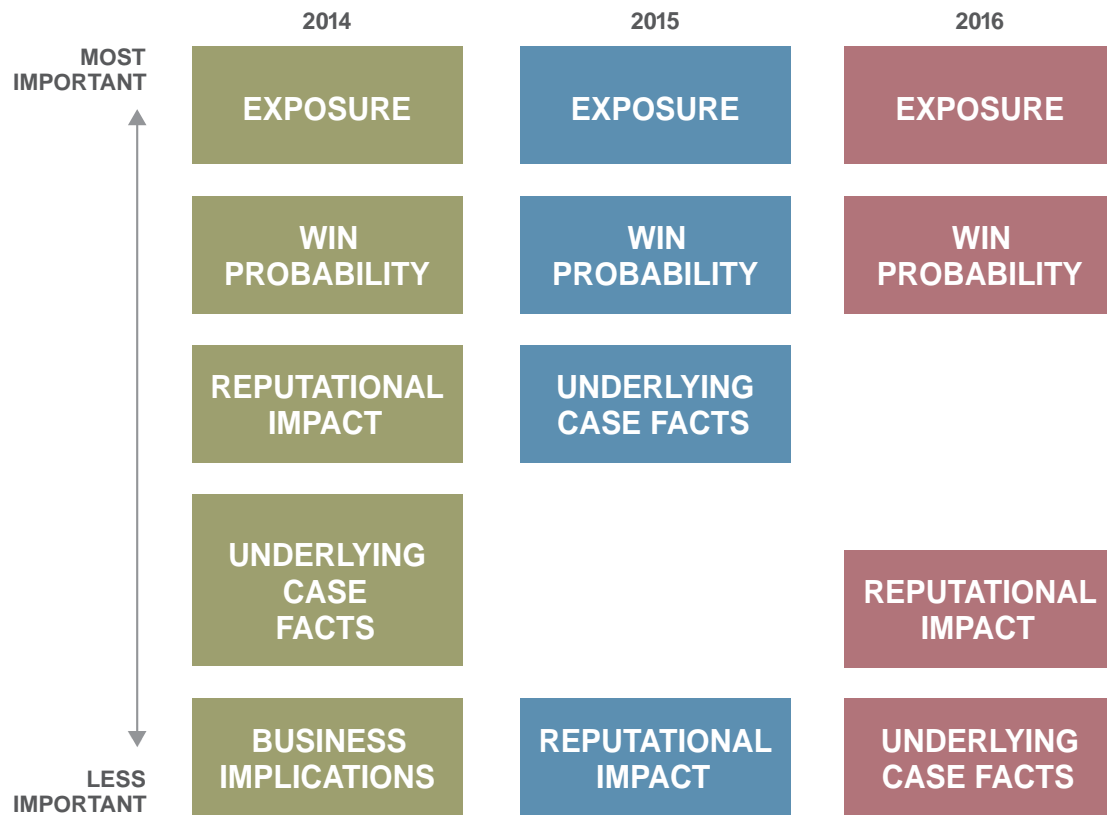 2014
2015
2016
MOST
IMPORTANT
EXPOSURE
EXPOSURE
EXPOSURE
WIN
PROBABILITY
WIN
PROBABILITY
WIN
PROBABILITY
REPUTATIONAL
IMPACT
UNDERLYING
CASE FACTS
UNDERLYING
CASE
FACTS
REPUTATIONAL
IMPACT
BUSINESS
IMPLICATIONS
REPUTATIONAL
IMPACT
UNDERLYING
CASE FACTS
LESS
IMPORTANT